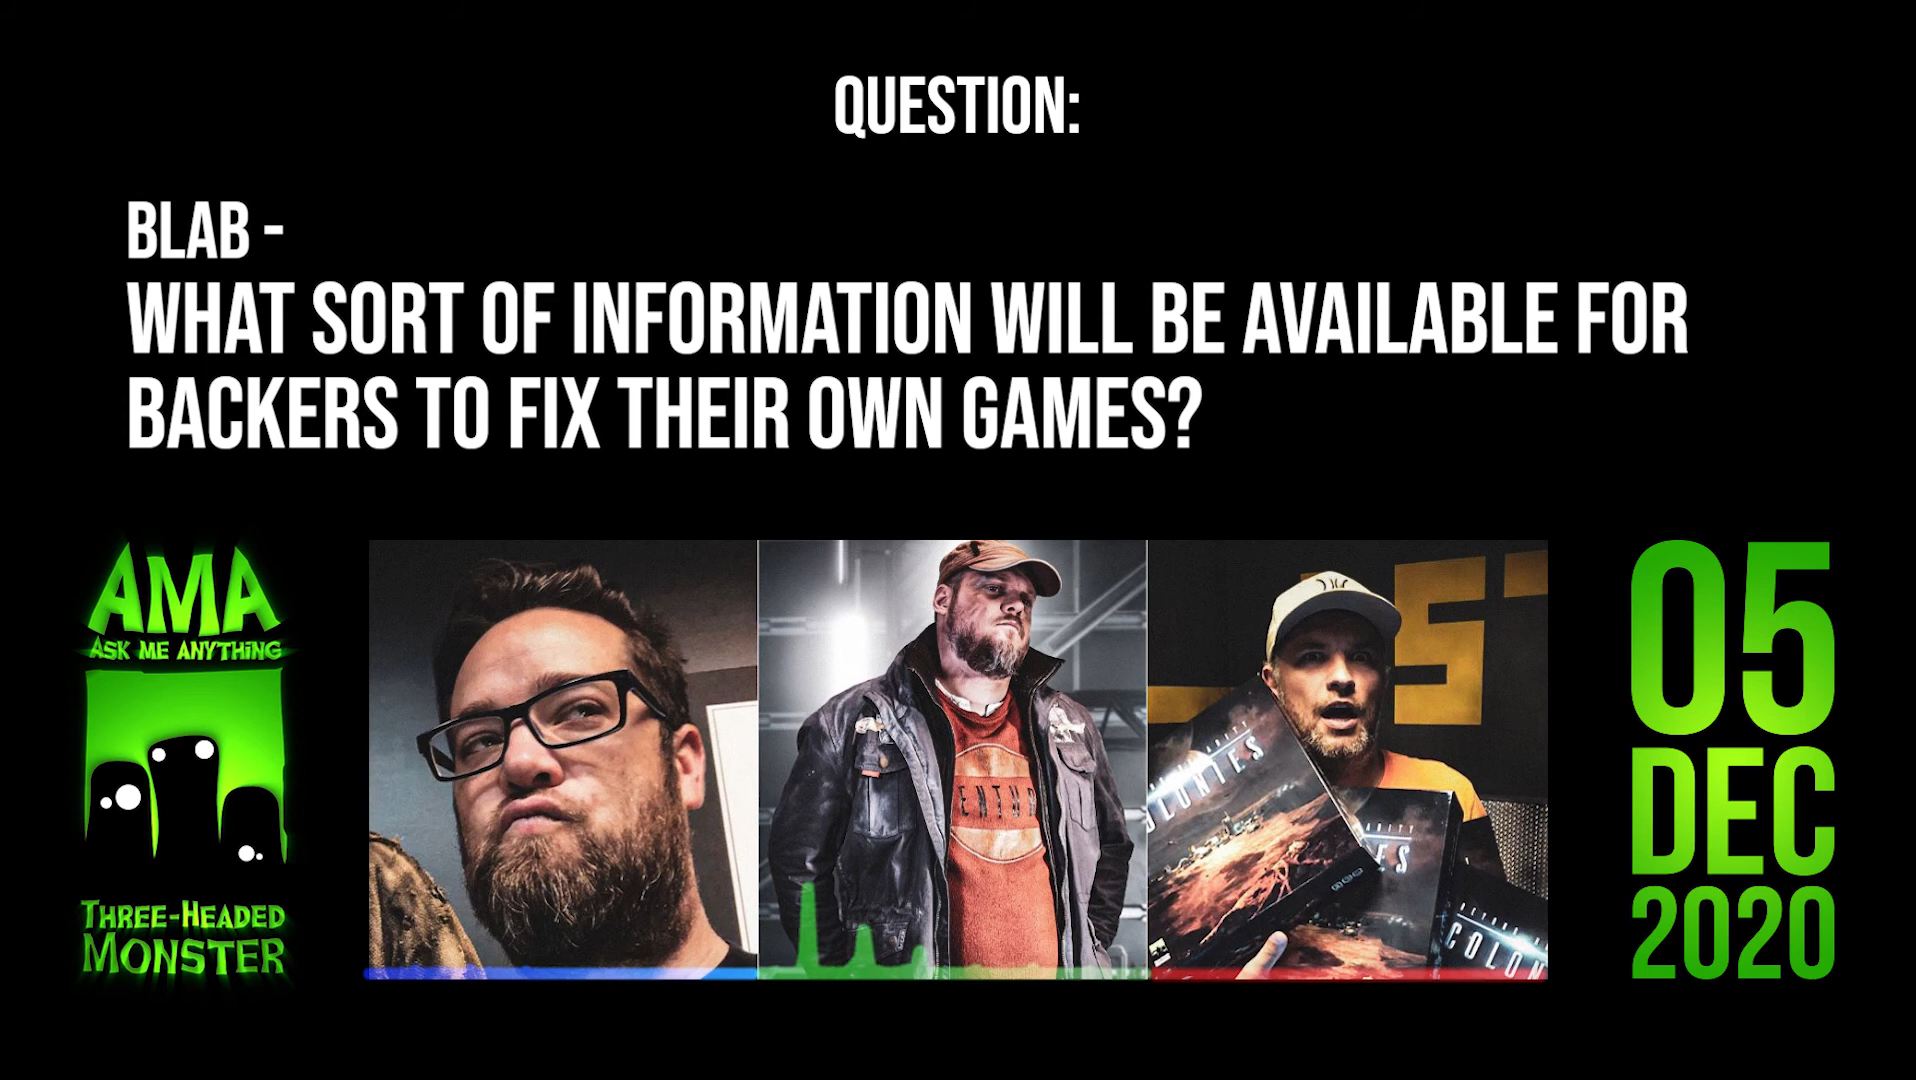 QUESTION:
BLAB -
WHAT SORT OF INFORMATION WILL BE AVAILABLE FOR
BACKERS TO FIX THEIR OWN GAMES?
AMA
ASK ME ANYTHING
THREE-HEADED
MONSTER
05
DEC
2020